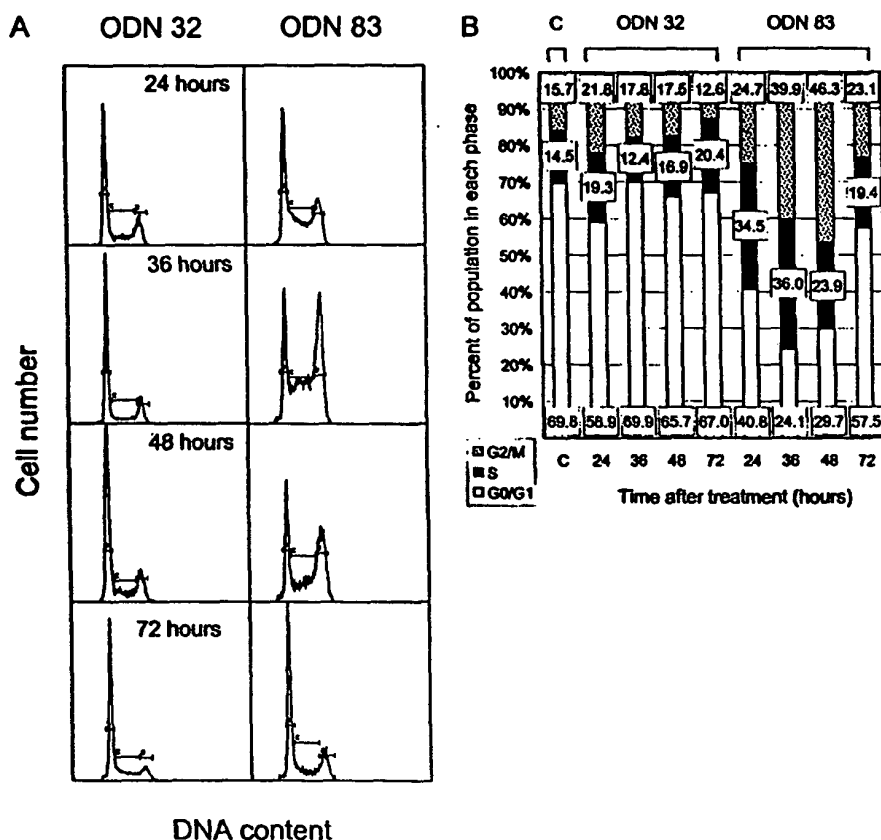 A
ODN 32
ODN 83
24 hours
36 hours
48 hours
72 hours
Cell number
DNA content
B
C
ODN 32
ODN 83
Percent of population in each phase
100%
90%
80%
70%
60%
50%
40%
30%
20%
10%
15.7 21.8 17.8 17.5 12.6 24.7 39.9 46.3 23.1
14.5 19.3 12.4 16.9 20.4 34.5 36.0 23.9 19.4
69.8 58.9 69.9 65.7 67.0 40.8 24.1 29.7 57.5
C 24 36 48 72 24 36 48 72
G2/M
S
G0/G1
Time after treatment (hours)